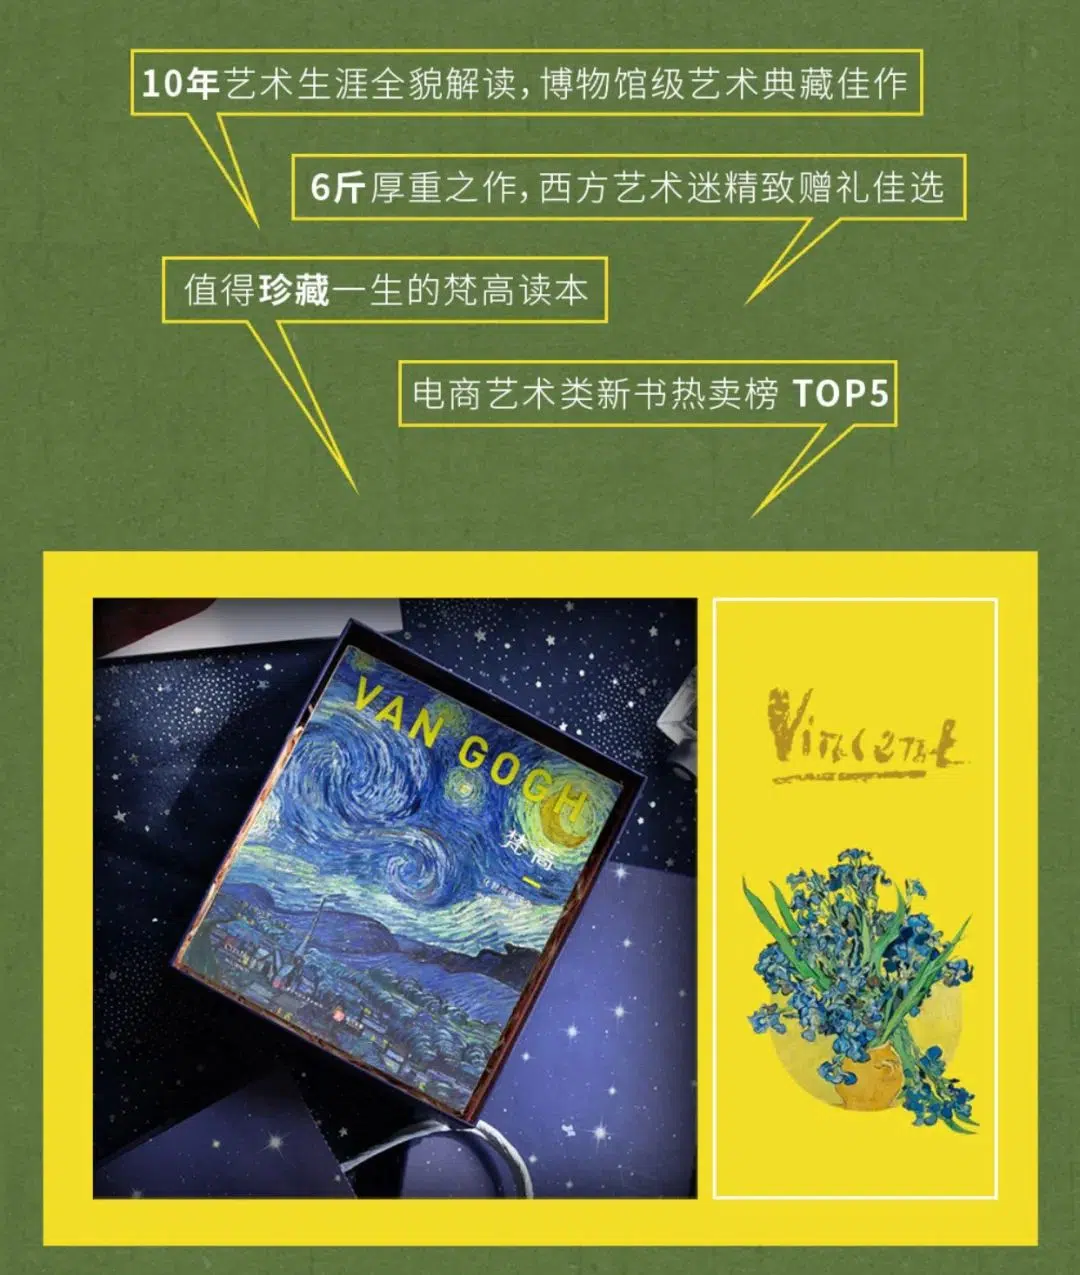 10年艺术生涯全貌解读，博物馆级艺术典藏佳作
6斤厚重之作，西方艺术迷精致赠礼佳选
值得珍藏一生的梵高读本
电商艺术类新书热卖榜 TOP5
VAN GOGH
梵高
Vincent